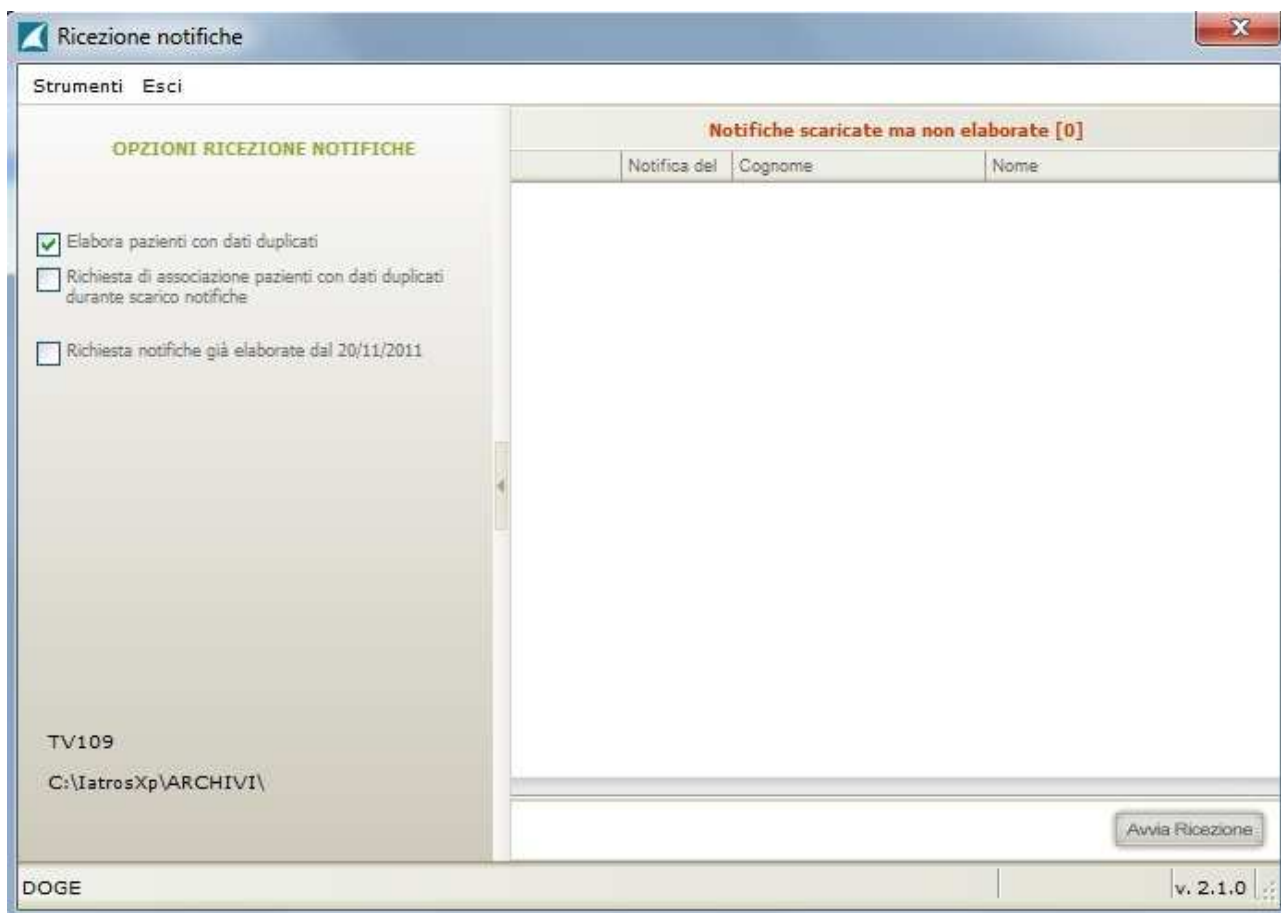 Ricezione notifiche
Strumenti Esci
OPZIONI RICEZIONE NOTIFICHE
Elabora pazienti con dati duplicati
Richiesta di associazione pazienti con dati duplicati
durante scarico notifiche
Richiesta notifiche già elaborate dal 20/11/2011
TV109
C:\IatrosXp\ARCHIVI\
Notifiche scaricate ma non elaborate [0]
Notifica del Cognome Nome
Avvia Ricezione
DOGE v. 2.1.0